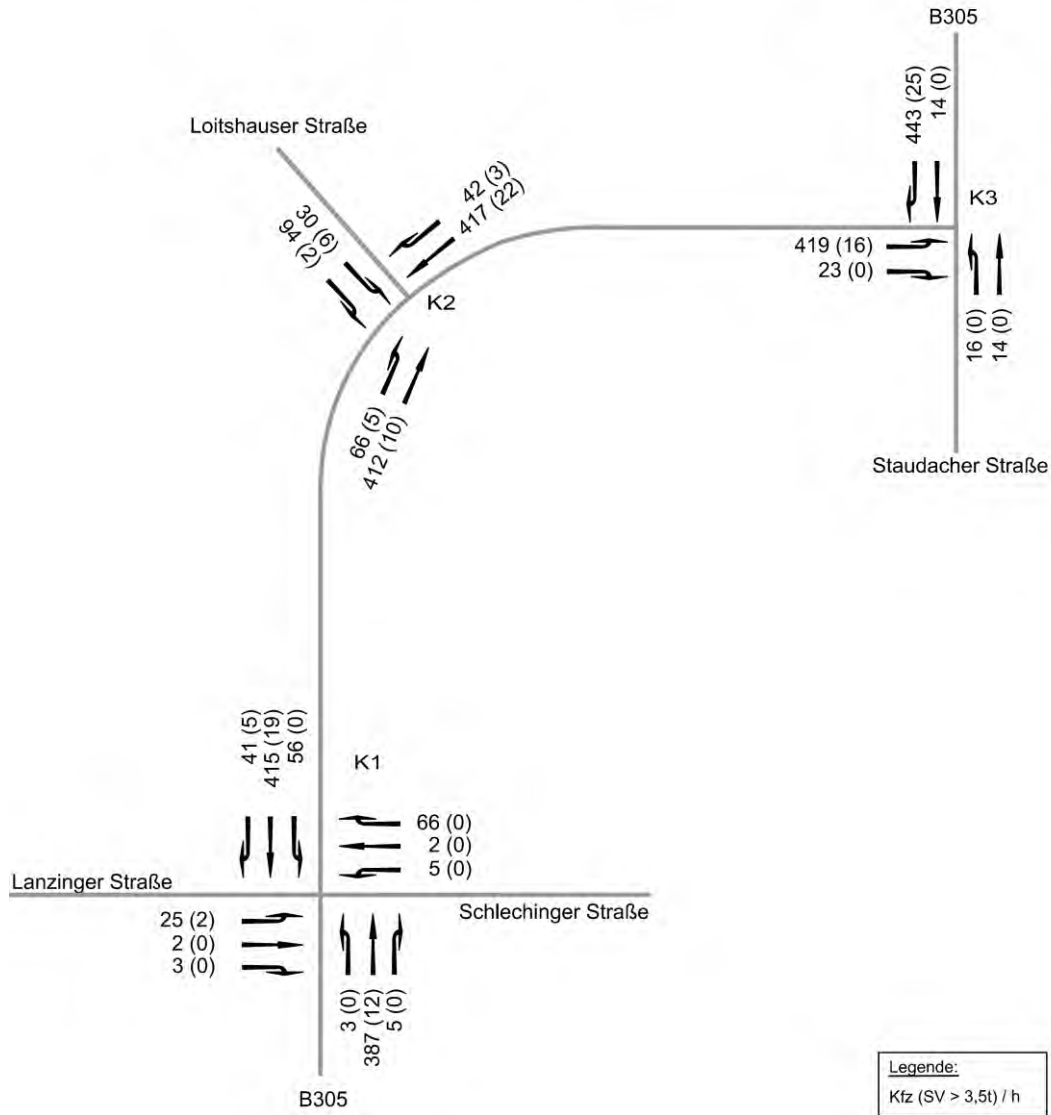 B305
443 (25)
14 (0)
Loitshauser Straße
42 (3)
417 (22)
K3
30 (6)
94 (2)
419 (16)
23 (0)
K2
16 (0)
14 (0)
66 (5)
412 (10)
Staudacher Straße
41 (5)
415 (19)
56 (0)
K1
66 (0)
2 (0)
5 (0)
Lanzinger Straße
Schlechinger Straße
25 (2)
2 (0)
3 (0)
3 (0)
387 (12)
5 (0)
B305
Legende:
Kfz (SV > 3,5t) / h